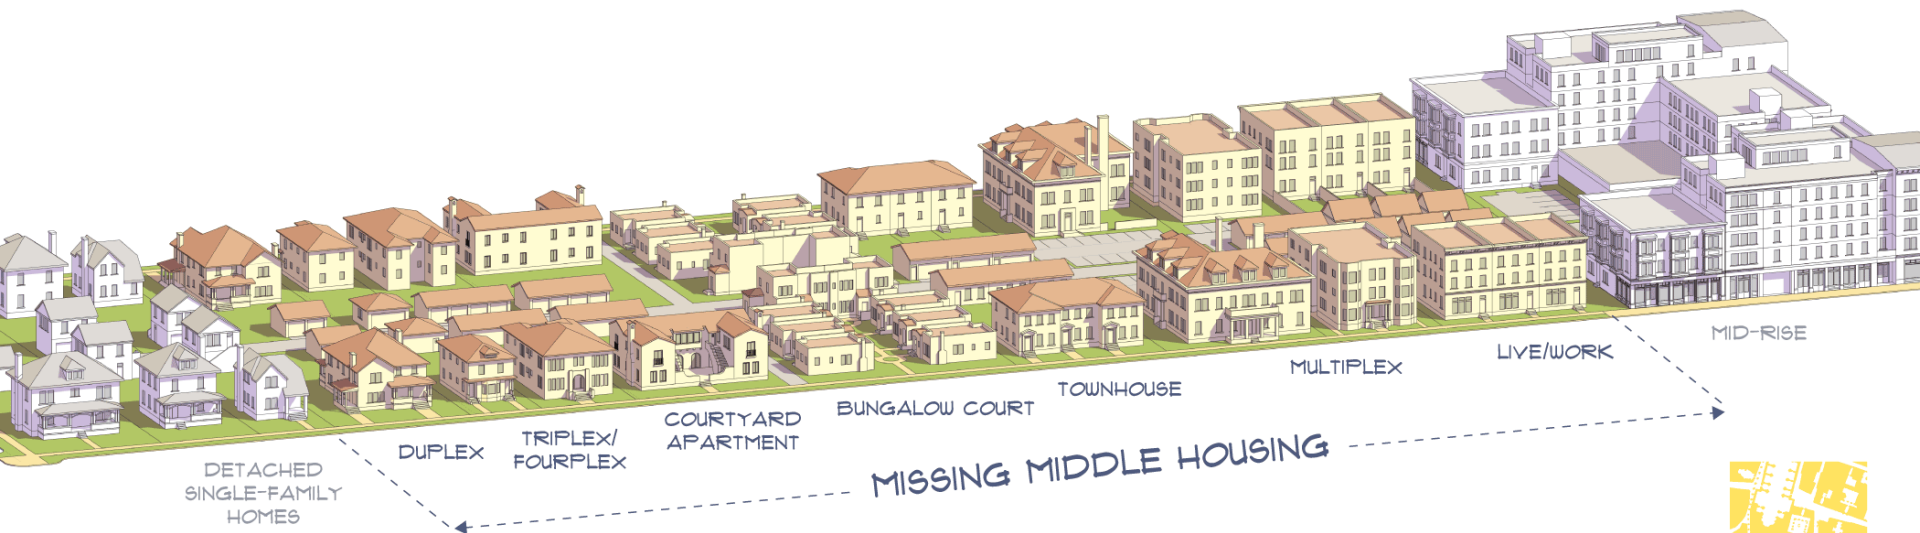 DETACHED
SINGLE-FAMILY
HOMES
DUPLEX
TRIPLEX/
FOURPLEX
COURTYARD
APARTMENT
BUNGALOW COURT
TOWNHOUSE
MULTIPLEX
LIVE/WORK
MID-RISE
MISSING MIDDLE HOUSING